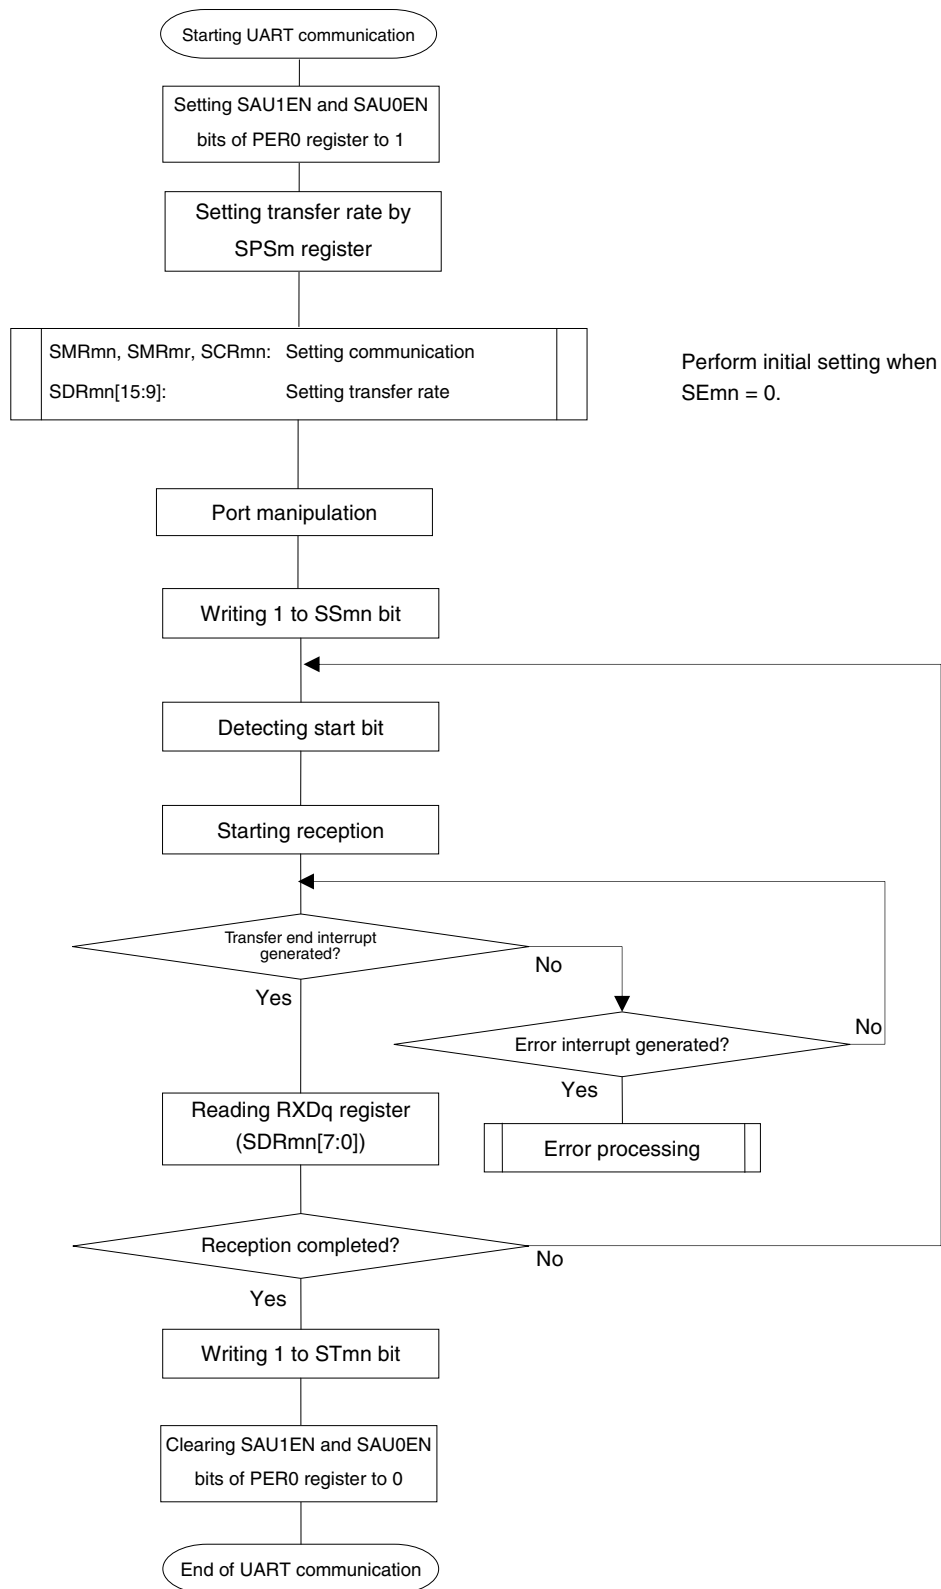 Starting UART communication
Setting SAU1EN and SAU0EN
bits of PER0 register to 1
Setting transfer rate by
SPSm register
SMRmn, SMRmr, SCRmn: Setting communication
SDRmn[15:9]: Setting transfer rate
Perform initial setting when
SEmn = 0.
Port manipulation
Writing 1 to SSmn bit
Detecting start bit
Starting reception
Transfer end interrupt
generated?
No
Yes
Error interrupt generated?
No
Yes
Error processing
Reading RXDq register
(SDRmn[7:0])
Reception completed?
No
Yes
Writing 1 to STmn bit
Clearing SAU1EN and SAU0EN
bits of PER0 register to 0
End of UART communication